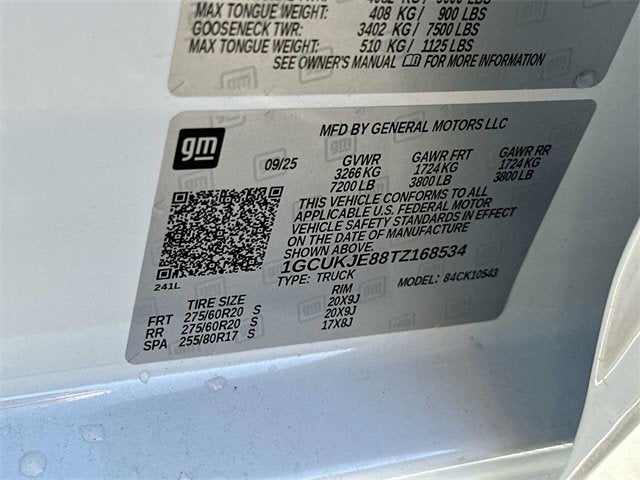 MAX TONGUE WEIGHT: 408 KG / 900 LBS
GOOSENECK TWR: 3402 KG / 7500 LBS
MAX TONGUE WEIGHT: 510 KG / 1125 LBS
SEE OWNER'S MANUAL FOR MORE INFORMATION
gm
MFD BY GENERAL MOTORS LLC
09/25 GVWR GAWR FRT GAWR RR
3266 KG 1724 KG 1724 KG
7200 LB 3800 LB 3800 LB
THIS VEHICLE CONFORMS TO ALL
APPLICABLE U.S. FEDERAL MOTOR
VEHICLE SAFETY STANDARDS IN EFFECT
ON THE DATE OF MANUFACTURE
SHOWN ABOVE.
1GCUKJE88TZ168534
TYPE: TRUCK MODEL: 84CK10543
241L
TIRE SIZE RIM
FRT 275/60R20 S 20X9J
RR 275/60R20 S 20X9J
SPA 255/80R17 S 17X8J